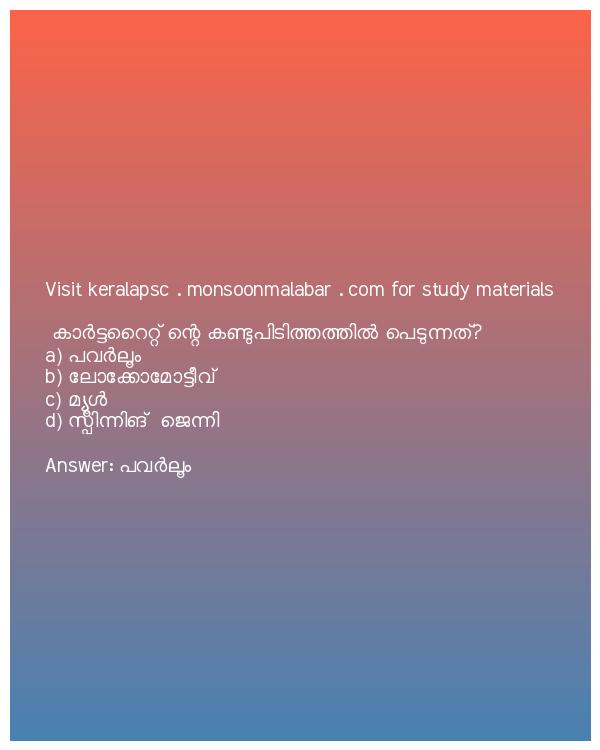 Visit keralapsc . monsoonmalabar . com for study materials
കാർട്ടറൈറ്റ് ന്റെ കണ്ടുപിടിത്തത്തിൽ പെടുന്നത്?
a) പവർലൂം
b) ലോക്കോമോട്ടീവ്
c) മ്യൂൾ
d) സ്പിന്നിങ് ജെന്നി
Answer: പവർലൂം